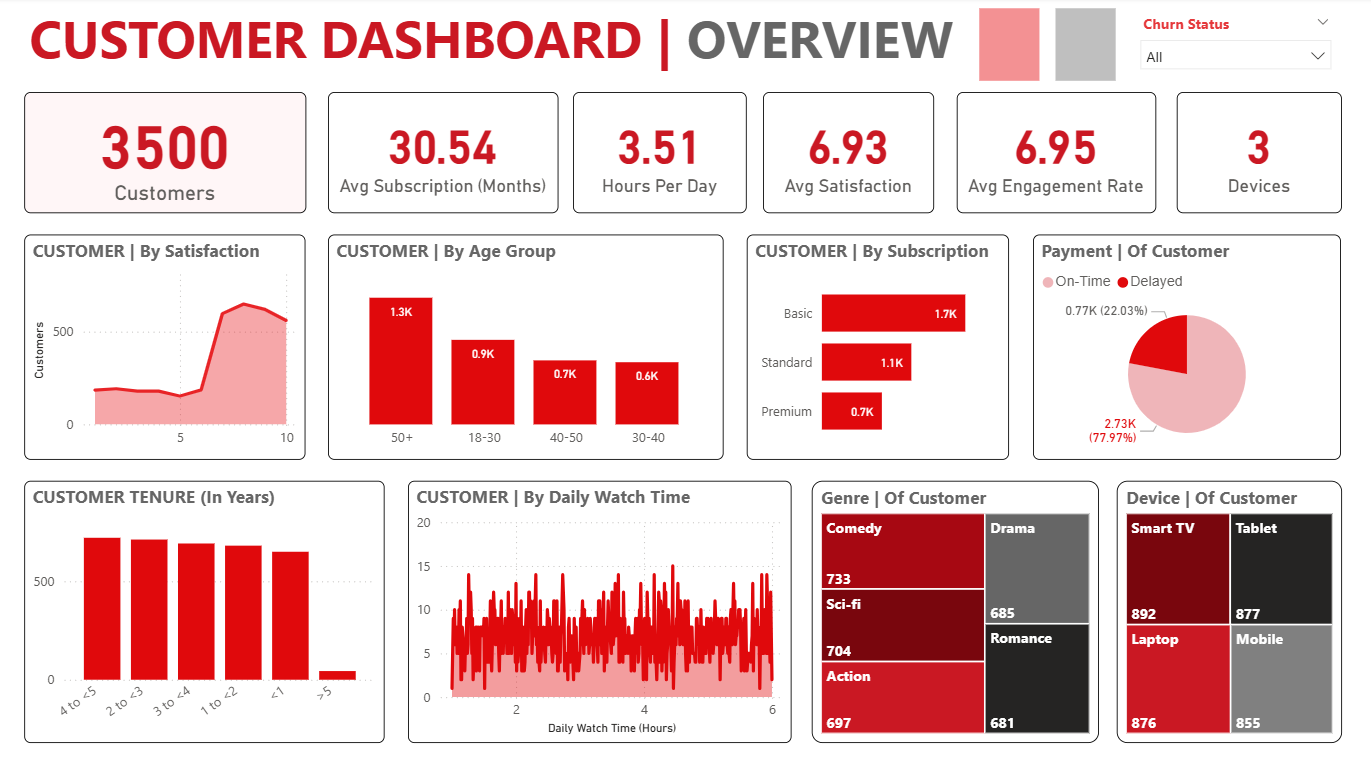 CUSTOMER DASHBOARD | OVERVIEW
Churn Status
All
3500
Customers
30.54
Avg Subscription (Months)
3.51
Hours Per Day
6.93
Avg Satisfaction
6.95
Avg Engagement Rate
3
Devices
CUSTOMER | By Satisfaction
Customers
500
0
5
10
CUSTOMER | By Age Group
1.3K
0.9K
0.7K
0.6K
50+
18-30
40-50
30-40
CUSTOMER | By Subscription
Basic
1.7K
Standard
1.1K
Premium
0.7K
Payment | Of Customer
On-Time
Delayed
0.77K (22.03%)
2.73K
(77.97%)
CUSTOMER TENURE (In Years)
500
0
4 to <5
2 to <3
3 to <4
1 to <2
<1
>5
CUSTOMER | By Daily Watch Time
20
15
10
5
0
2
4
6
Daily Watch Time (Hours)
Genre | Of Customer
Comedy
733
Sci-fi
704
Action
697
Drama
685
Romance
681
Device | Of Customer
Smart TV
892
Tablet
877
Laptop
876
Mobile
855